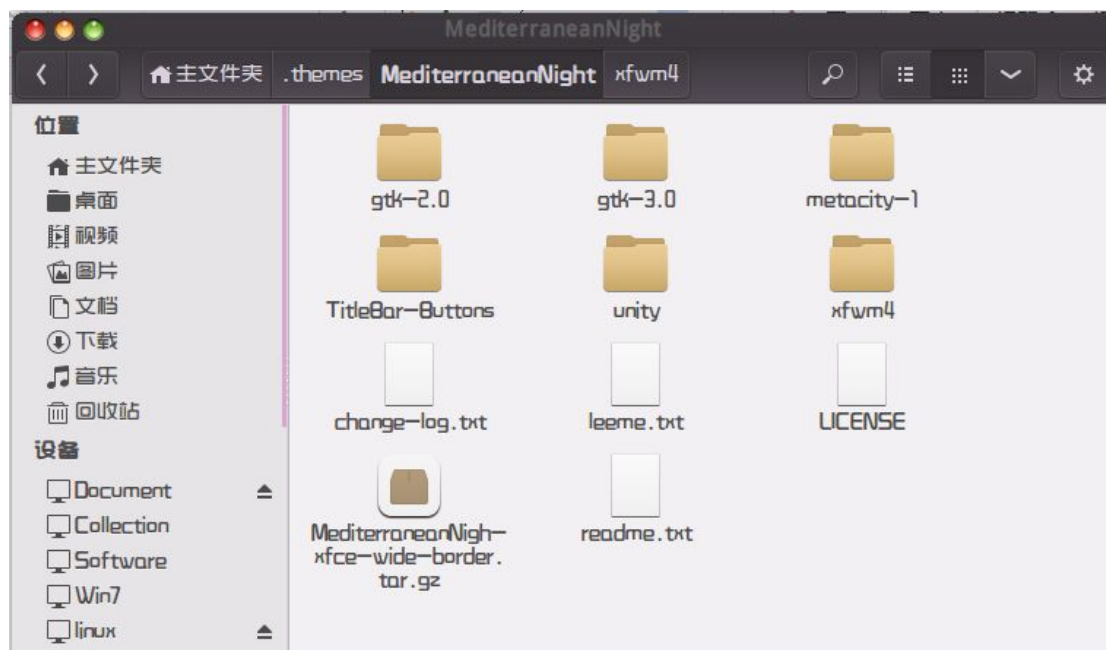 MediterraneanNight
主文件夹 .themes MediterraneanNight xfwm4
位置
主文件夹
桌面
视频
图片
文档
下载
音乐
回收站
设备
Document
Collection
Software
Win7
linux
gtk-2.0 gtk-3.0 metacity-1
TitleBar-Buttons unity xfwm4
change-log.txt leeme.txt LICENSE
MediterraneanNigh-
xfce-wide-border.
tar.gz
readme.txt